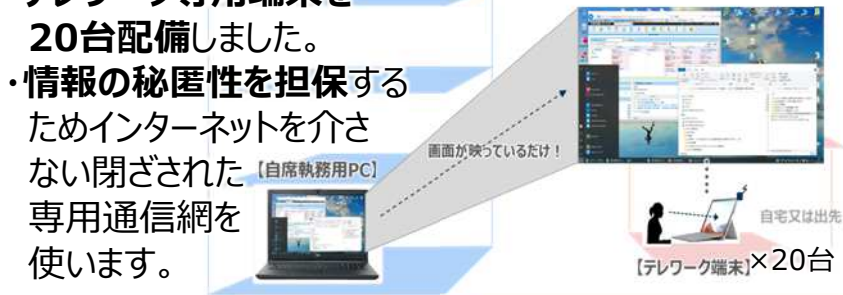 テレワーク専用端末を
20台配備しました。
・情報の秘匿性を担保する
ためインターネットを介さ
ない閉ざされた
専用通信網を
使います。
【自席執務用PC】
画面が映っているだけ！
自宅又は出先
【テレワーク端末】×20台